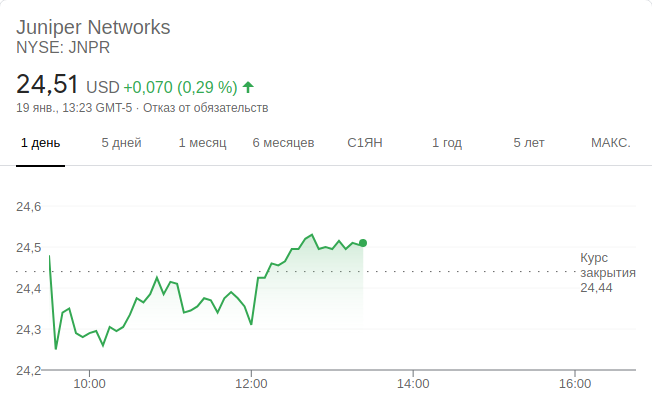 Juniper Networks
NYSE: JNPR
24,51 USD +0,070 (0,29 %)
19 янв., 13:23 GMT-5 · Отказ от обязательств
1 день 5 дней 1 месяц 6 месяцев С1ЯН 1 год 5 лет МАКС.
24,6
24,5
Курс
закрытия
24,44
24,4
24,3
24,2
10:00 12:00 14:00 16:00